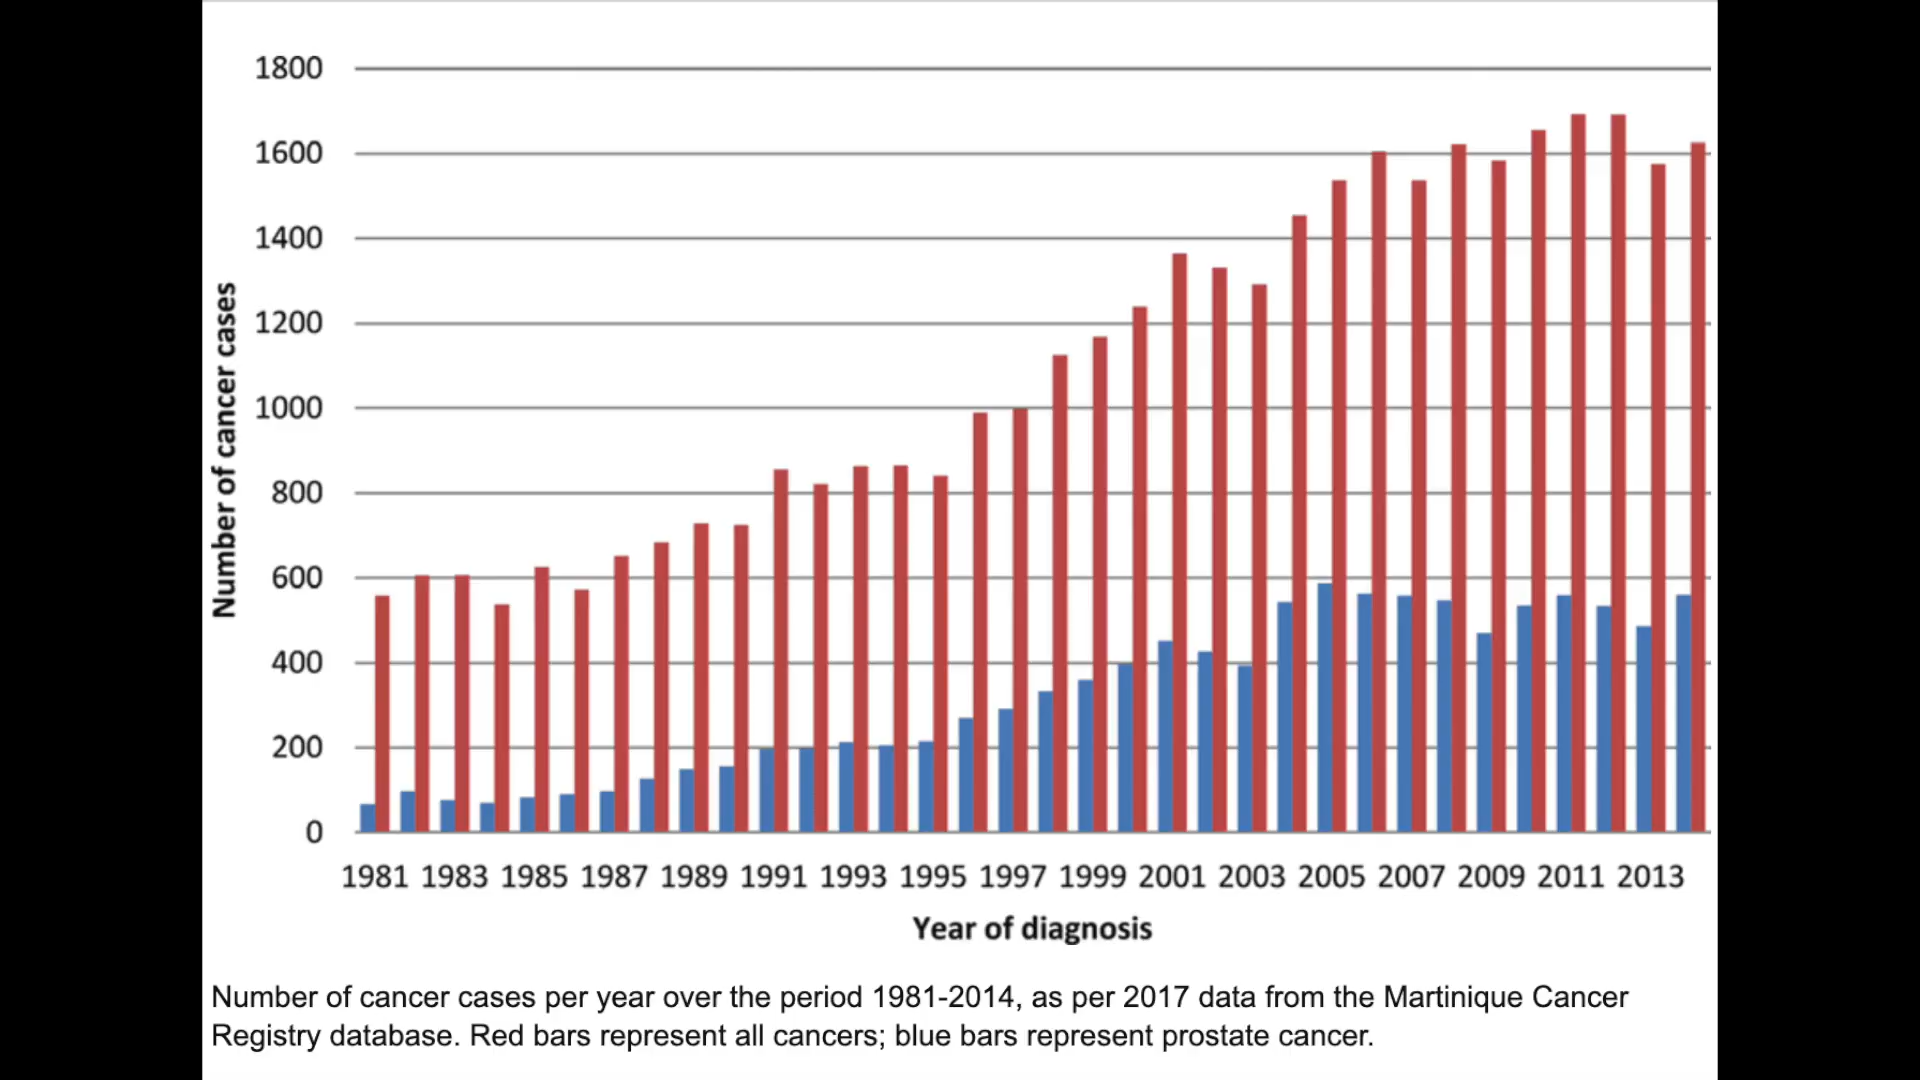 1800
1600
1400
1200
1000
800
600
400
200
0
Number of cancer cases
1981 1983 1985 1987 1989 1991 1993 1995 1997 1999 2001 2003 2005 2007 2009 2011 2013
Year of diagnosis
Number of cancer cases per year over the period 1981-2014, as per 2017 data from the Martinique Cancer
Registry database. Red bars represent all cancers; blue bars represent prostate cancer.